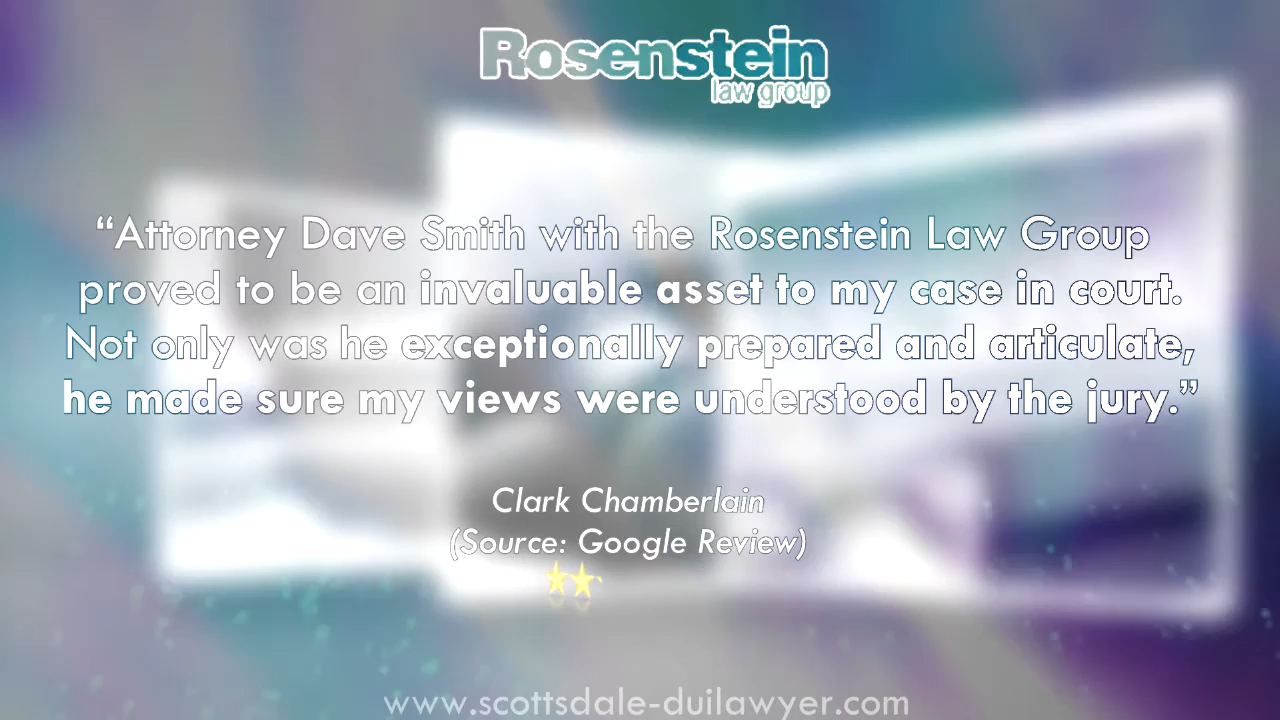 Rosenstein
law group
“Attorney Dave Smith with the Rosenstein Law Group
proved to be an invaluable asset to my case in court.
Not only was he exceptionally prepared and articulate,
he made sure my views were understood by the jury.”
Clark Chamberlain
(Source: Google Review)
www.scottsdale-duilawyer.com